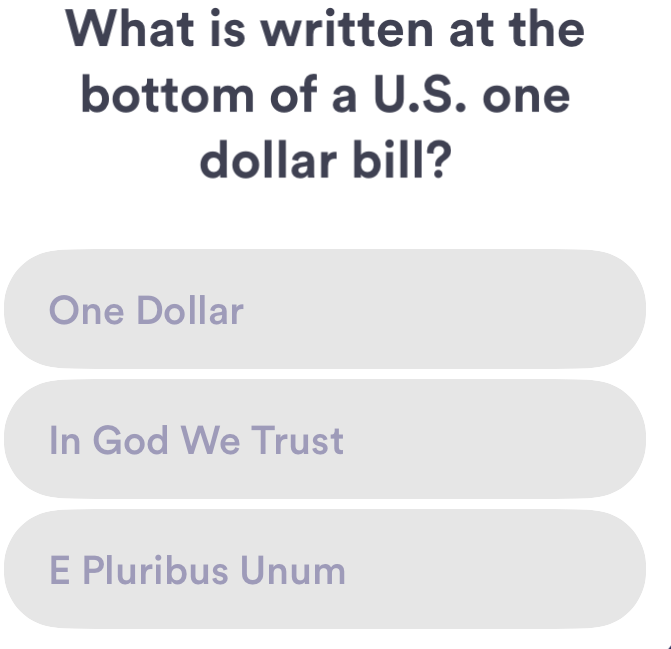 What is written at the
bottom of a U.S. one
dollar bill?
One Dollar
In God We Trust
E Pluribus Unum